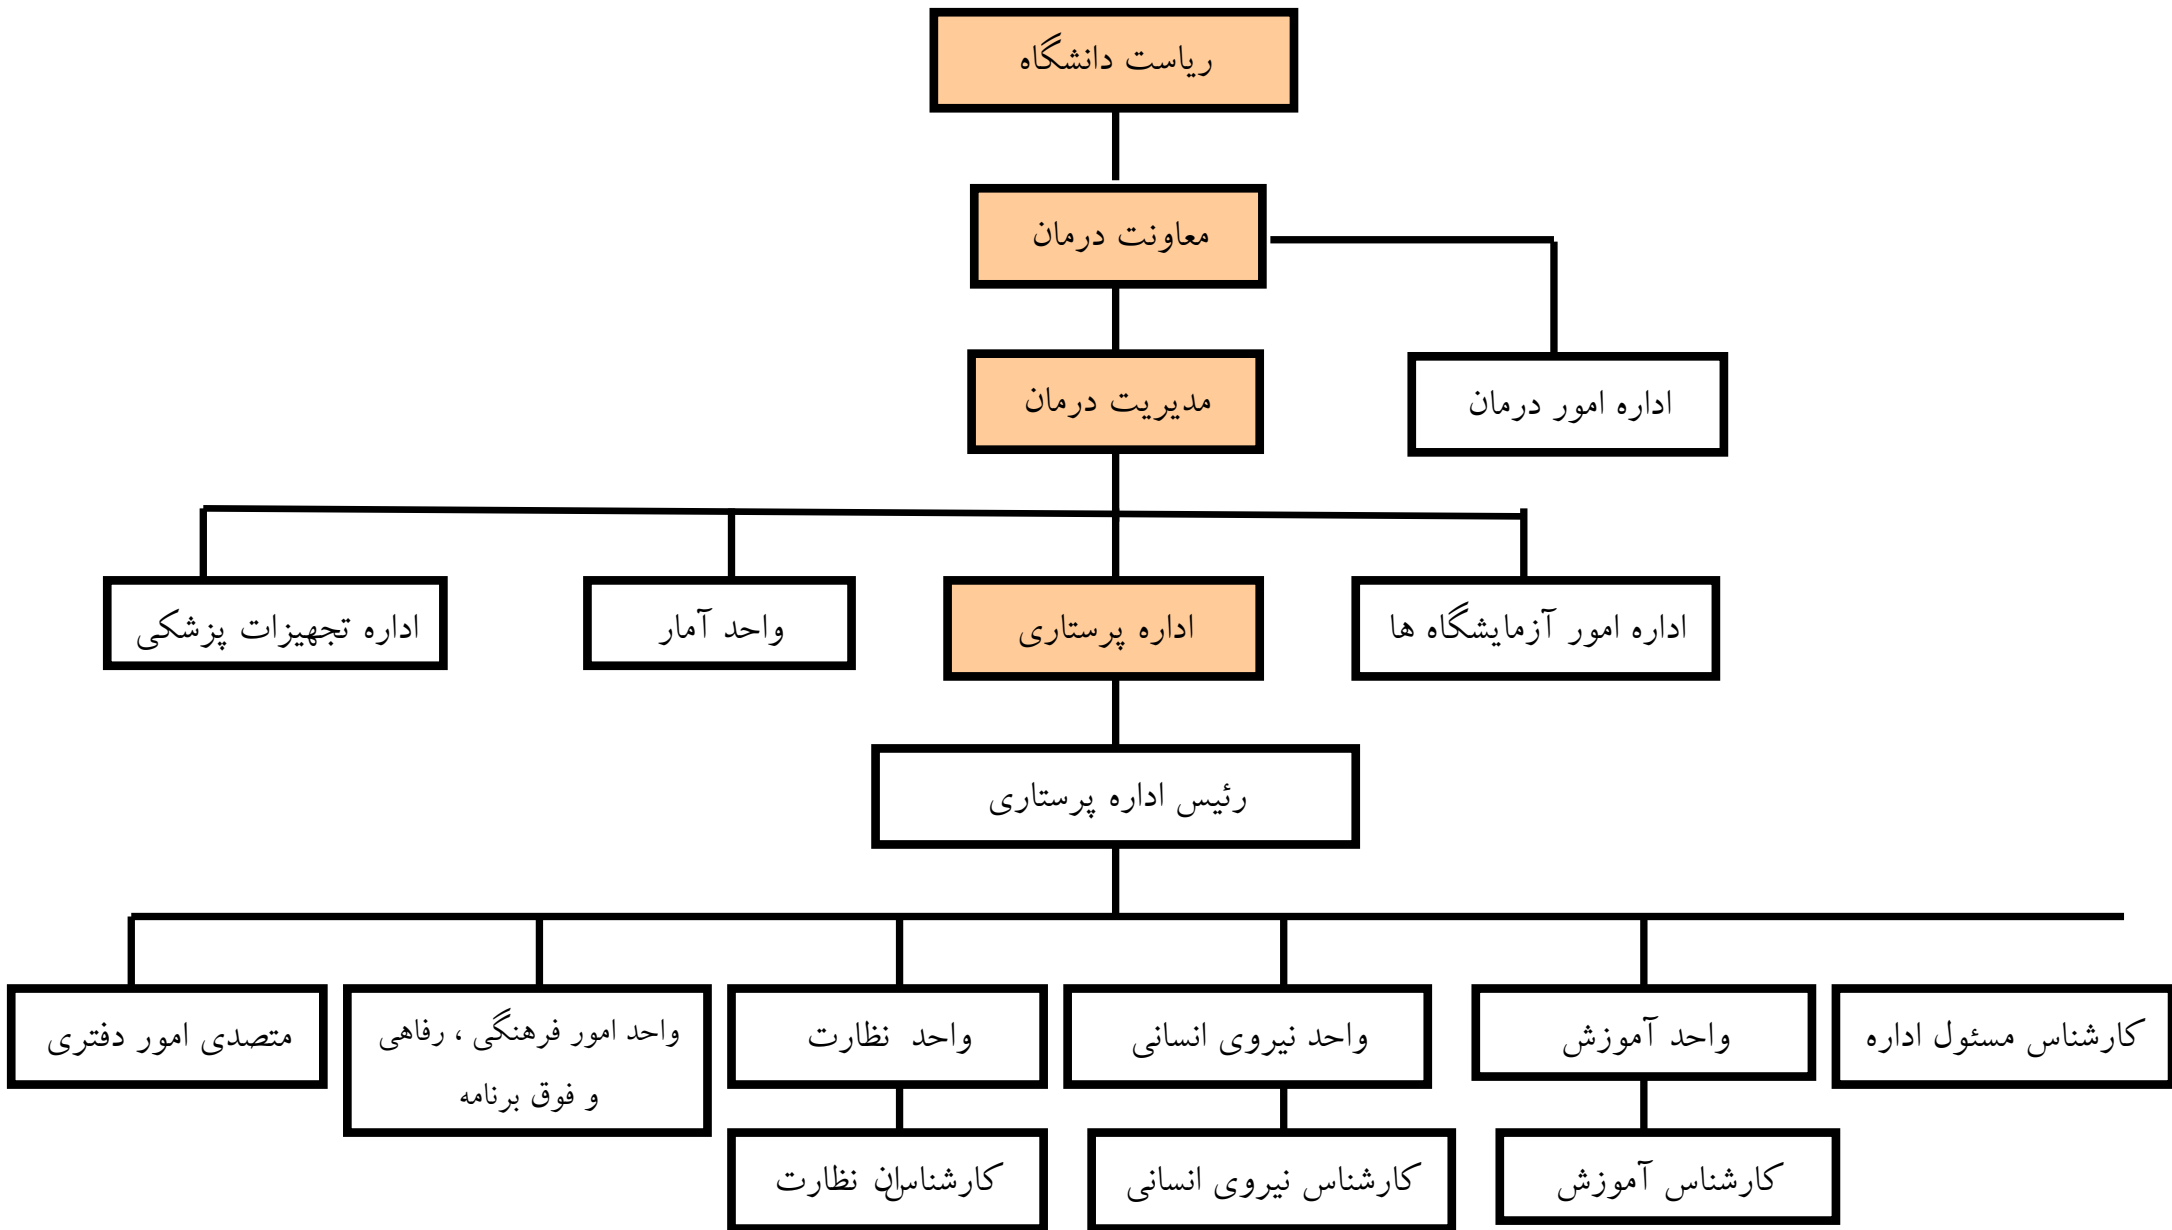 ریاست دانشگاه
معاونت درمان
مدیریت درمان
اداره امور درمان
اداره امور آزمایشگاه ها
اداره پرستاری
واحد آمار
اداره تجهیزات پزشکی
رئیس اداره پرستاری
کارشناس مسئول اداره
واحد آموزش
واحد نیروی انسانی
واحد نظارت
واحد امور فرهنگی ، رفاهی
و فوق برنامه
متصدی امور دفتری
کارشناس آموزش
کارشناس نیروی انسانی
کارشناسان نظارت